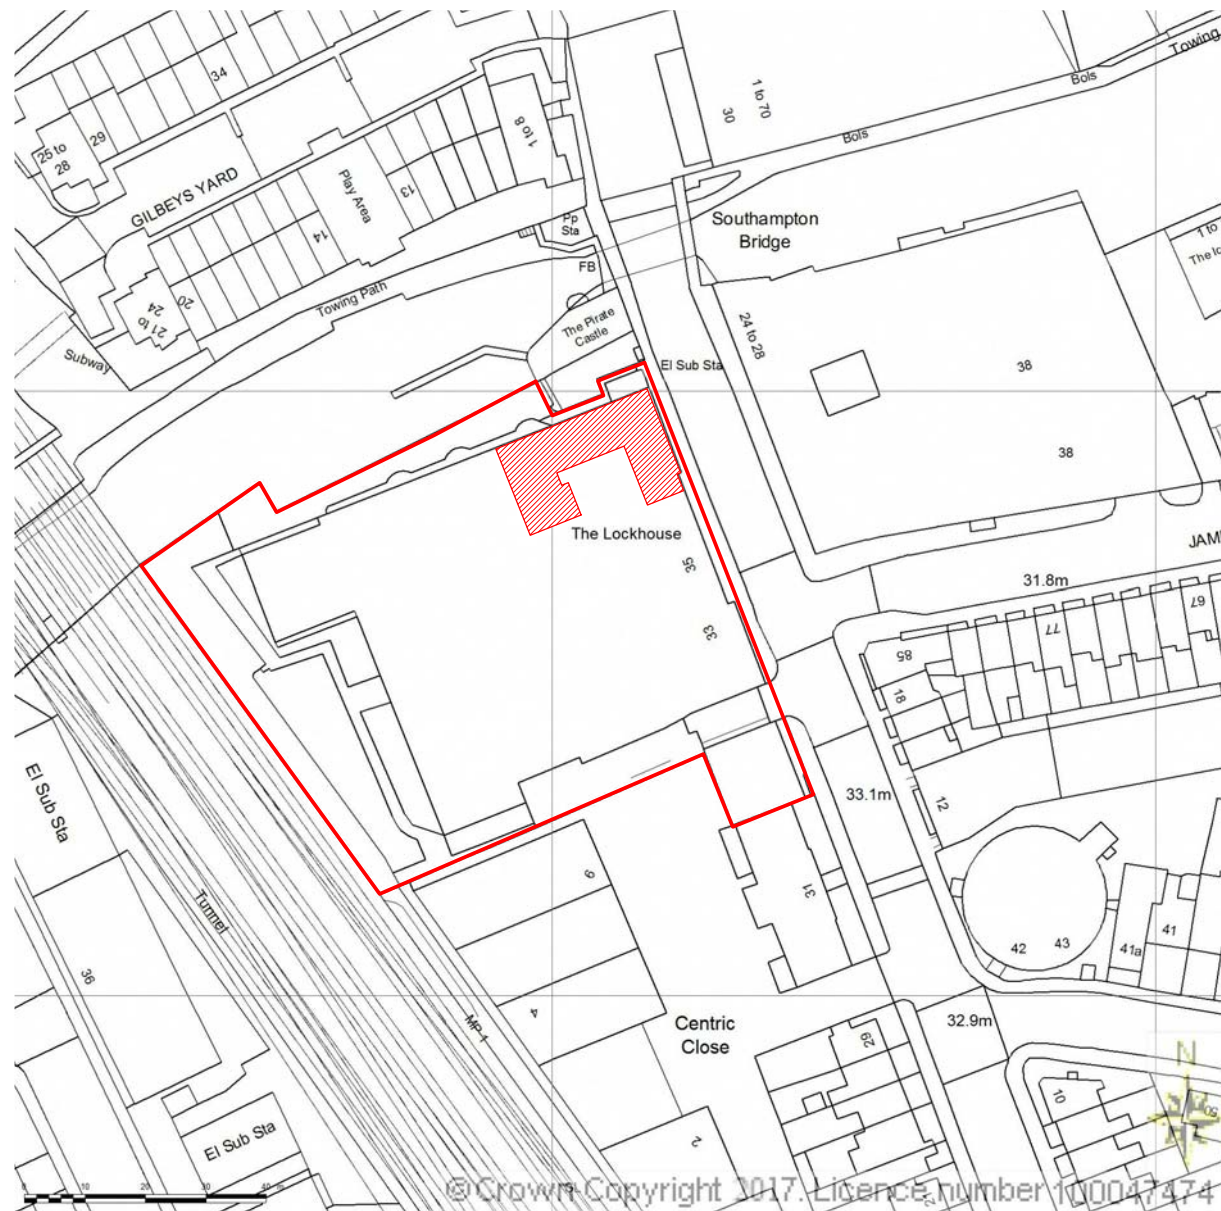 34
1 to 70
30
Bols
Towing
Bols
25 to
28
29
1 to 8
GILBEYS YARD
Play Area
13
14
Pp
Sta
Southampton
Bridge
1 to
FB
20
21 to
24
Towing Path
The Pirate
Castle
24 to 28
Subway
El Sub Sta
38
38
The Lockhouse
35
33
31.8m
77
67
85
18
El Sub Sta
33.1m
12
Tunnel
9
31
36
42
43
41a
41
MP 1
4
Centric
Close
32.9m
29
10
El Sub Sta
2
N
50
0 10 20 30 40 m
©Crown Copyright 2017. Licence number 100047474